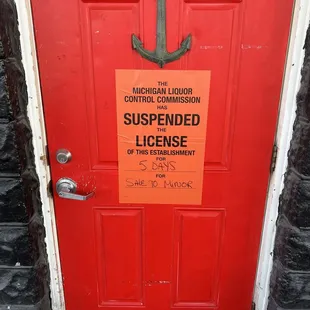 THE
MICHIGAN LIQUOR
CONTROL COMMISSION
HAS
SUSPENDED
THE
LICENSE
OF THIS ESTABLISHMENT
FOR
5 DAYS
FOR
SALE TO MINOR